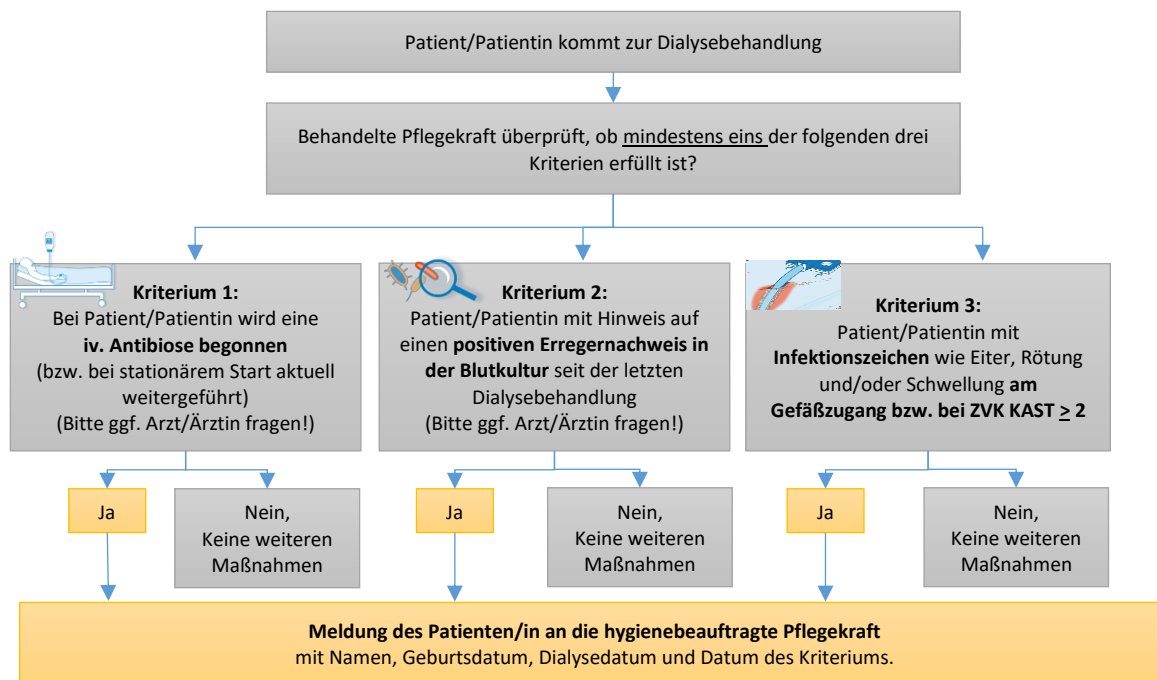 Patient/Patientin kommt zur Dialysebehandlung
Behandelte Pflegekraft überprüft, ob mindestens eins der folgenden drei
Kriterien erfüllt ist?
Kriterium 1:
Bei Patient/Patientin wird eine
iv. Antibiose begonnen
(bzw. bei stationärem Start aktuell
weitergeführt)
(Bitte ggf. Arzt/Ärztin fragen!)
Kriterium 2:
Patient/Patientin mit Hinweis auf
einen positiven Erregernachweis in
der Blutkultur seit der letzten
Dialysebehandlung
(Bitte ggf. Arzt/Ärztin fragen!)
Kriterium 3:
Patient/Patientin mit
Infektionszeichen wie Eiter, Rötung
und/oder Schwellung am
Gefäßzugang bzw. bei ZVK KAST ≥ 2
Ja
Nein,
Keine weiteren
Maßnahmen
Ja
Nein,
Keine weiteren
Maßnahmen
Ja
Nein,
Keine weiteren
Maßnahmen
Meldung des Patienten/in an die hygienebeauftragte Pflegekraft
mit Namen, Geburtsdatum, Dialysedatum und Datum des Kriteriums.